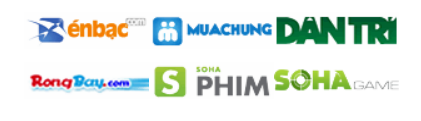 énbạc
MUACHUNG
DÂN TRÍ
RongBay.com
S
SOHA
PHIM
SOHA GAME